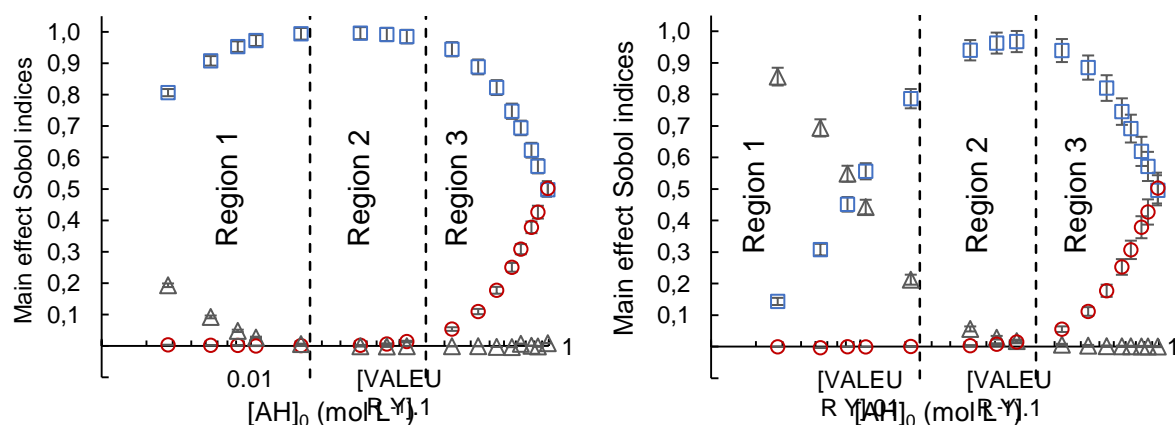 Main effect Sobol indices
1,0
0,9
0,8
0,7
0,6
0,5
0,4
0,3
0,2
0,1
Region 1
Region 2
Region 3
1
0.01
[VALEU
R Y].1
[AH]0 (mol L-1)
Main effect Sobol indices
1,0
0,9
0,8
0,7
0,6
0,5
0,4
0,3
0,2
0,1
Region 1
Region 2
Region 3
1
[VALEU
R Y].01
[VALEU
R Y].1
[AH]0 (mol L-1)